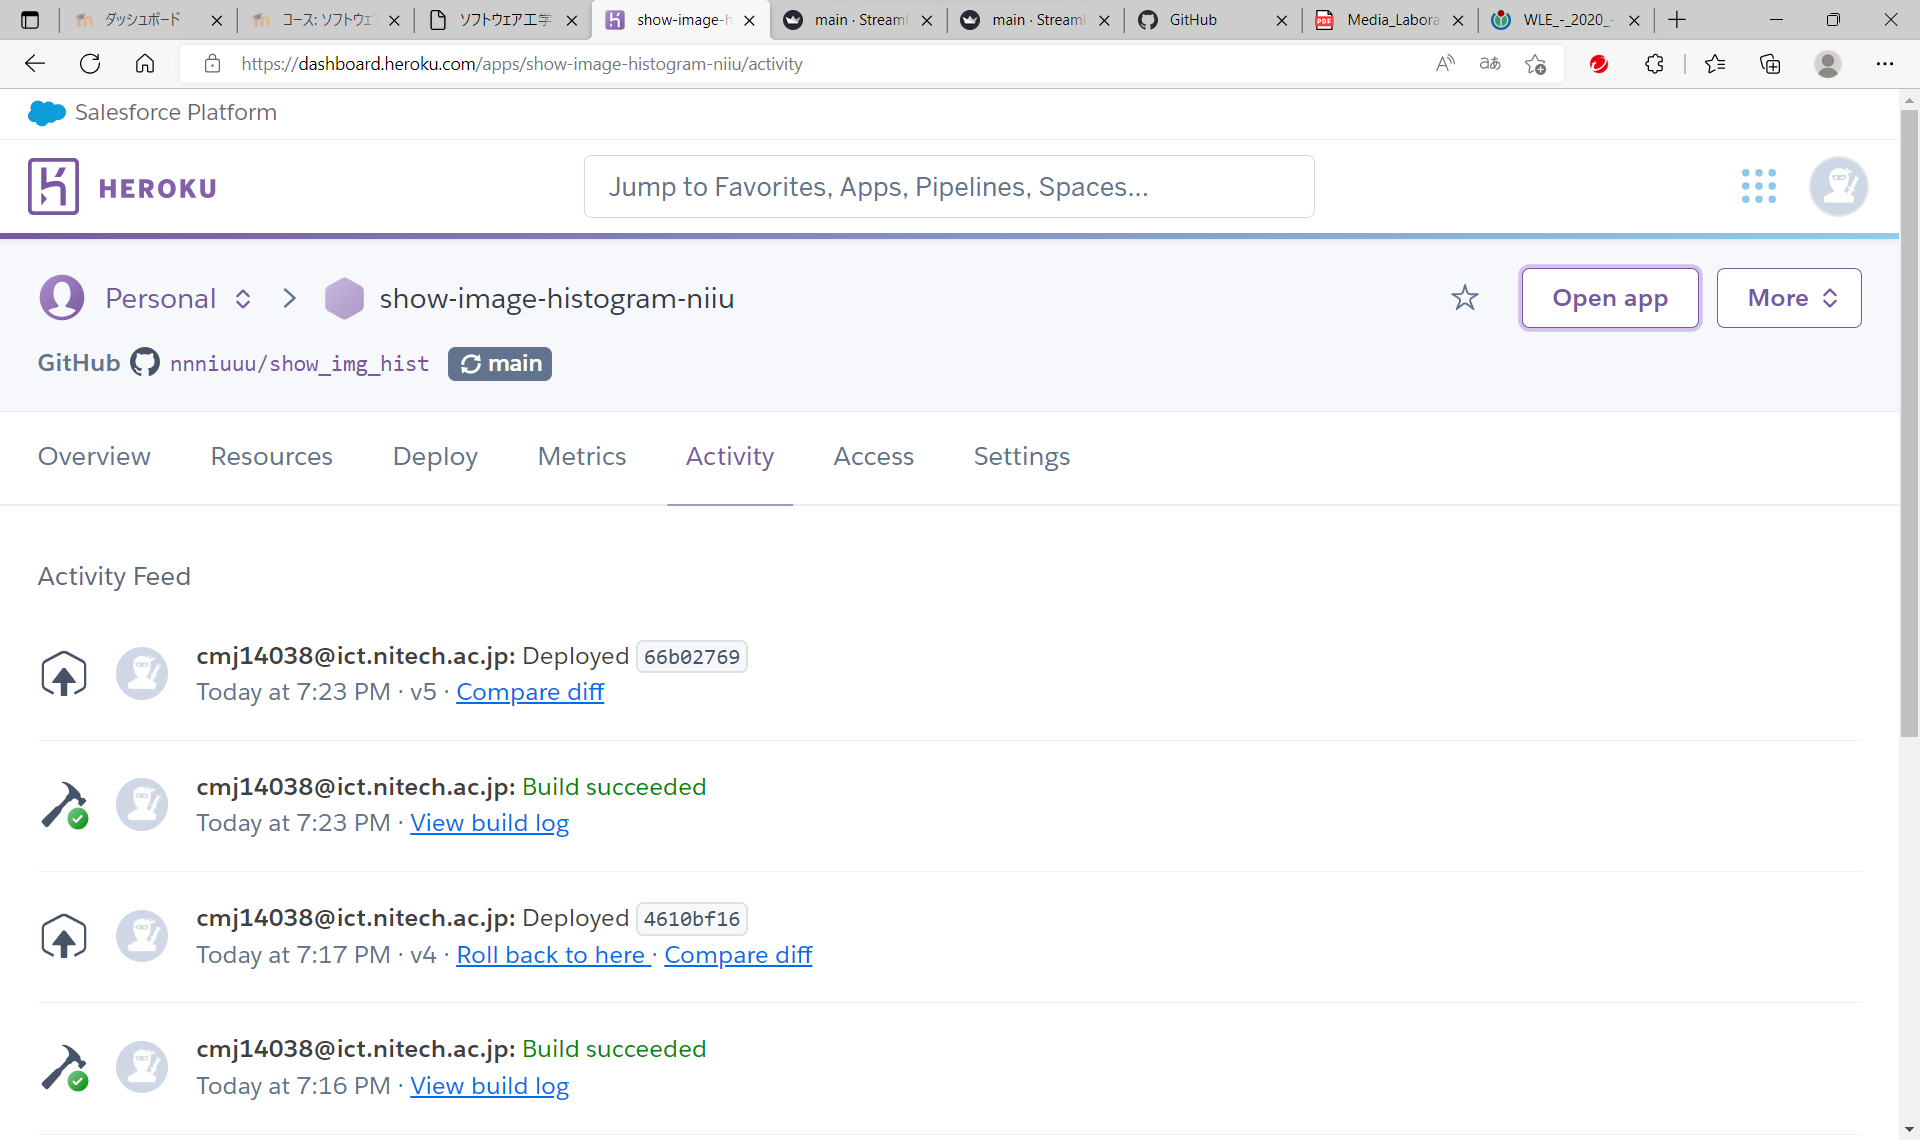 ダッシュボード
コース: ソフトウェ
ソフトウェア工学
show-image-h
main · Streaml
main · Streaml
GitHub
Media_Labora
WLE_-_2020_-
https://dashboard.heroku.com/apps/show-image-histogram-niiu/activity
Salesforce Platform
HEROKU
Jump to Favorites, Apps, Pipelines, Spaces...
Personal
show-image-histogram-niiu
Open app
More
GitHub nnniuuu/show_img_hist main
Overview
Resources
Deploy
Metrics
Activity
Access
Settings
Activity Feed
cmj14038@ict.nitech.ac.jp: Deployed 66b02769
Today at 7:23 PM · v5 · Compare diff
cmj14038@ict.nitech.ac.jp: Build succeeded
Today at 7:23 PM · View build log
cmj14038@ict.nitech.ac.jp: Deployed 4610bf16
Today at 7:17 PM · v4 · Roll back to here · Compare diff
cmj14038@ict.nitech.ac.jp: Build succeeded
Today at 7:16 PM · View build log